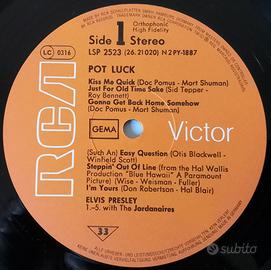 Orthophonic
High Fidelity
Side 1 Stereo
LC 0316
LSP 2523 (26.21020) N2PY-1887
POT LUCK
Kiss Me Quick (Doc Pomus - Mort Shuman)
Just For Old Time Sake (Sid Tepper -
Roy Bennett)
Gonna Get Back Home Somehow
(Doc Pomus - Mort Shuman)
GEMA
RCA
Victor
(Such An) Easy Question (Otis Blackwell -
Winfield Scott)
Steppin' Out Of Line (from the Hal Wallis
Production "Blue Hawaii" A Paramount
Picture) (Wise - Weisman - Fuller)
I'm Yours (Don Robertson - Hal Blair)
ELVIS PRESLEY
1.-5. with The Jordanaires
33
subito